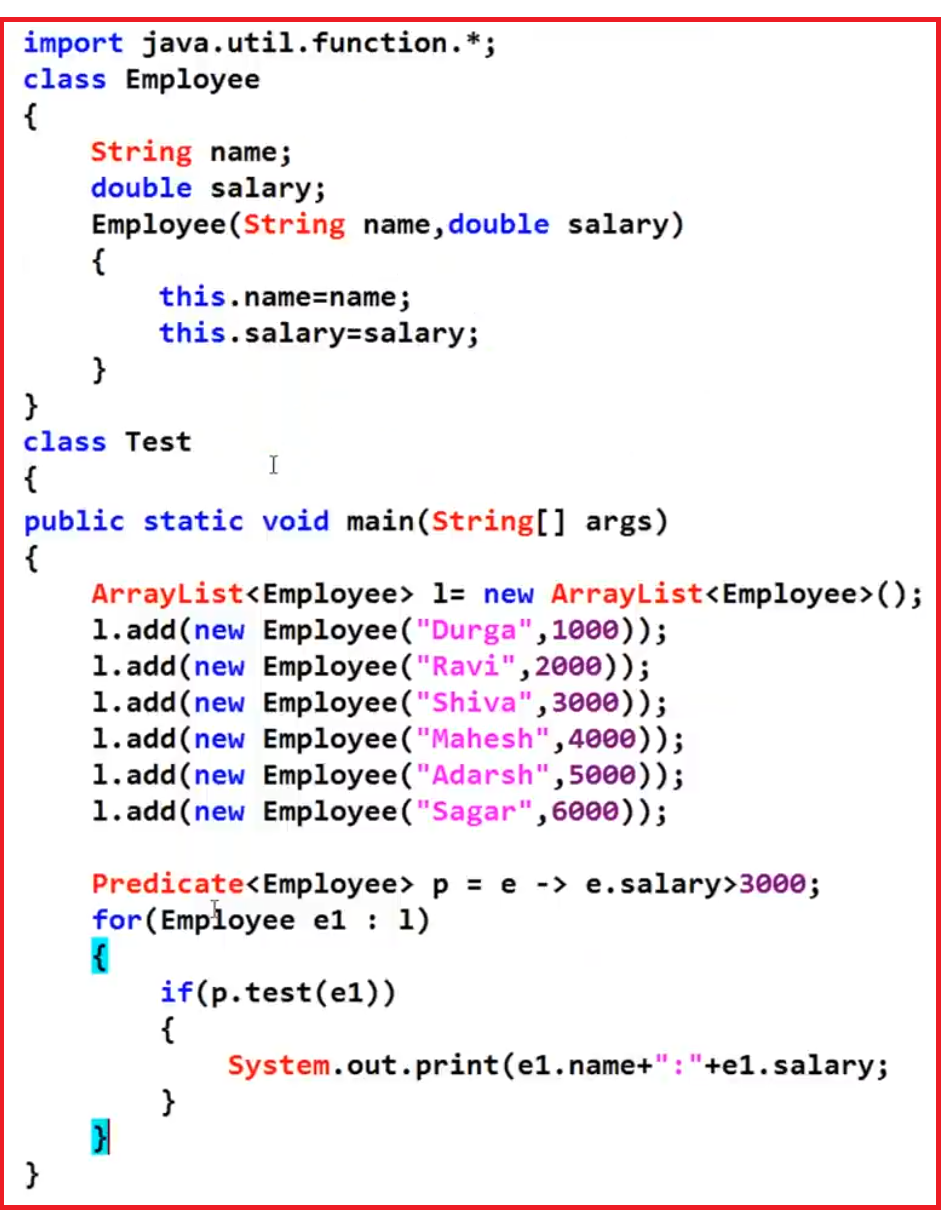 import java.util.function.*;
class Employee
{
    String name;
    double salary;
    Employee(String name,double salary)
    {
        this.name=name;
        this.salary=salary;
    }
}
class Test
{
public static void main(String[] args)
{
    ArrayList<Employee> l= new ArrayList<Employee>();
    l.add(new Employee("Durga",1000));
    l.add(new Employee("Ravi",2000));
    l.add(new Employee("Shiva",3000));
    l.add(new Employee("Mahesh",4000));
    l.add(new Employee("Adarsh",5000));
    l.add(new Employee("Sagar",6000));

    Predicate<Employee> p = e -> e.salary>3000;
    for(Employee e1 : l)
    {
        if(p.test(e1))
        {
            System.out.print(e1.name+":"+e1.salary;
        }
    }
}